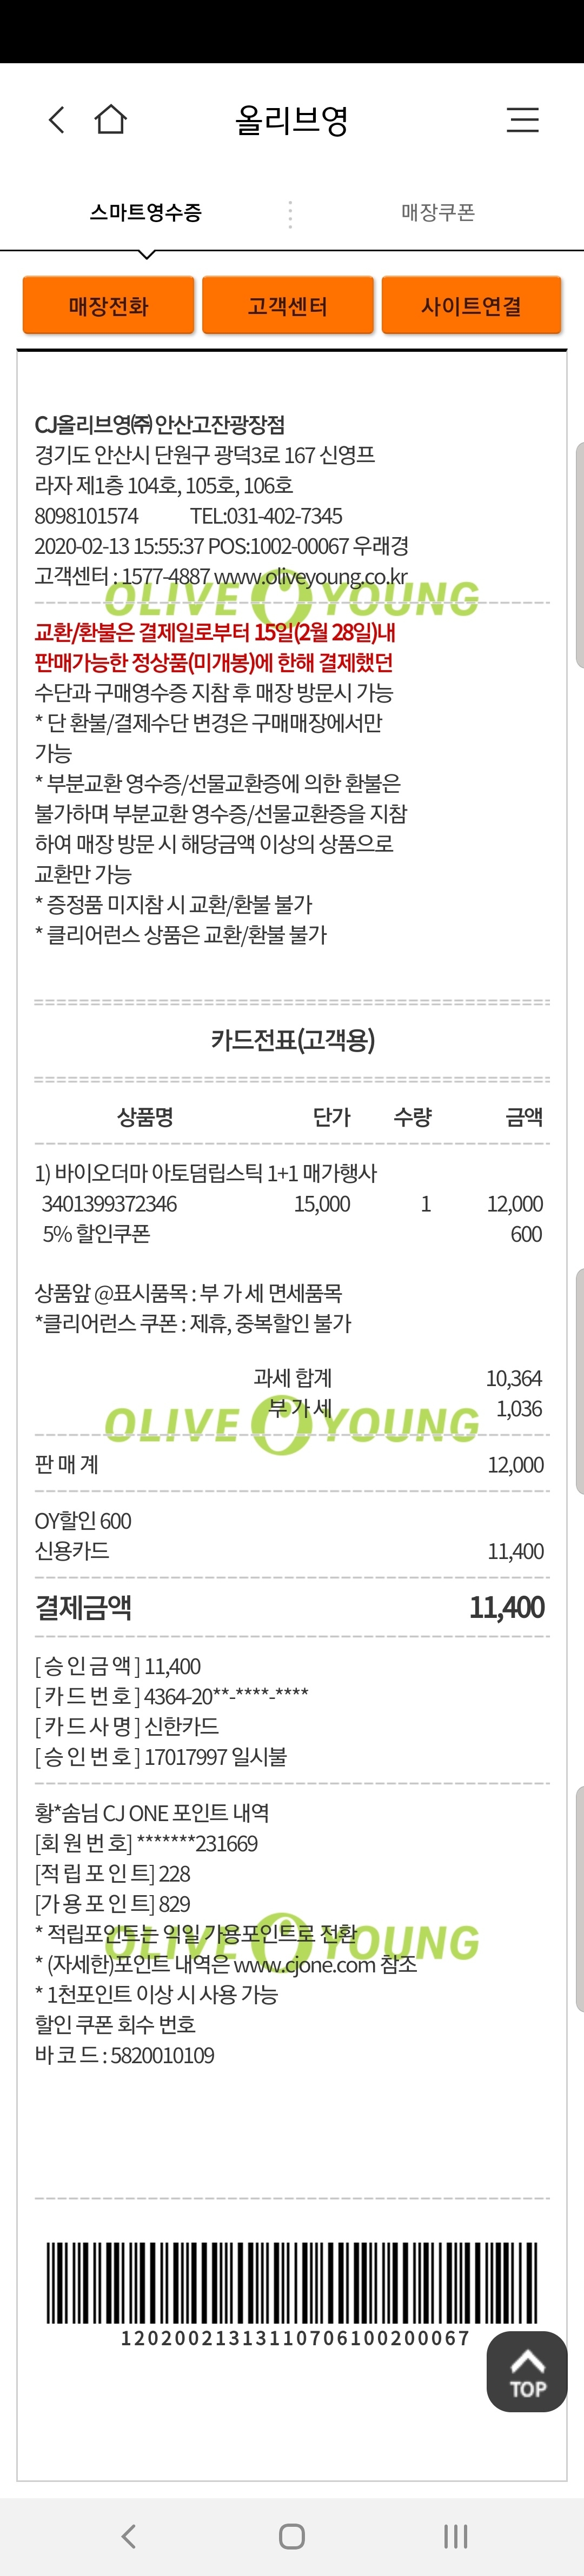 올리브영
스마트영수증
매장쿠폰
매장전화
고객센터
사이트연결
CJ올리브영㈜ 안산고잔광장점
경기도 안산시 단원구 광덕3로 167 신영프
라자 제1층 104호, 105호, 106호
8098101574 TEL:031-402-7345
2020-02-13 15:55:37 POS:1002-00067 우래경
고객센터 : 1577-4887 www.oliveyoung.co.kr
OLIVE YOUNG
교환/환불은 결제일로부터 15일(2월 28일)내
판매가능한 정상품(미개봉)에 한해 결제했던
수단과 구매영수증 지참 후 매장 방문시 가능
* 단 환불/결제수단 변경은 구매매장에서만
가능
* 부분교환 영수증/선물교환증에 의한 환불은
불가하며 부분교환 영수증/선물교환증을 지참
하여 매장 방문 시 해당금액 이상의 상품으로
교환만 가능
* 증정품 미지참 시 교환/환불 불가
* 클리어런스 상품은 교환/환불 불가
카드전표(고객용)
상품명 단가 수량 금액
1) 바이오더마 아토덤립스틱 1+1 매가행사
3401399372346 15,000 1 12,000
5% 할인쿠폰 600
상품앞 @표시품목 : 부 가 세 면세품목
*클리어런스 쿠폰 : 제휴, 중복할인 불가
과세 합계 10,364
부 가 세 1,036
OLIVE YOUNG
판 매 계 12,000
OY할인 600
신용카드 11,400
결제금액 11,400
[ 승 인 금 액 ] 11,400
[ 카 드 번 호 ] 4364-20**-****-****
[ 카 드 사 명 ] 신한카드
[ 승 인 번 호 ] 17017997 일시불
황*솜님 CJ ONE 포인트 내역
[회 원 번 호] *******231669
[적 립 포 인 트] 228
[가 용 포 인 트] 829
* 적립포인트는 익일 가용포인트로 전환
OLIVE YOUNG
* (자세한)포인트 내역은 www.cjone.com 참조
* 1천포인트 이상 시 사용 가능
할인 쿠폰 회수 번호
바 코 드 : 5820010109
12020021313110706100200067
TOP